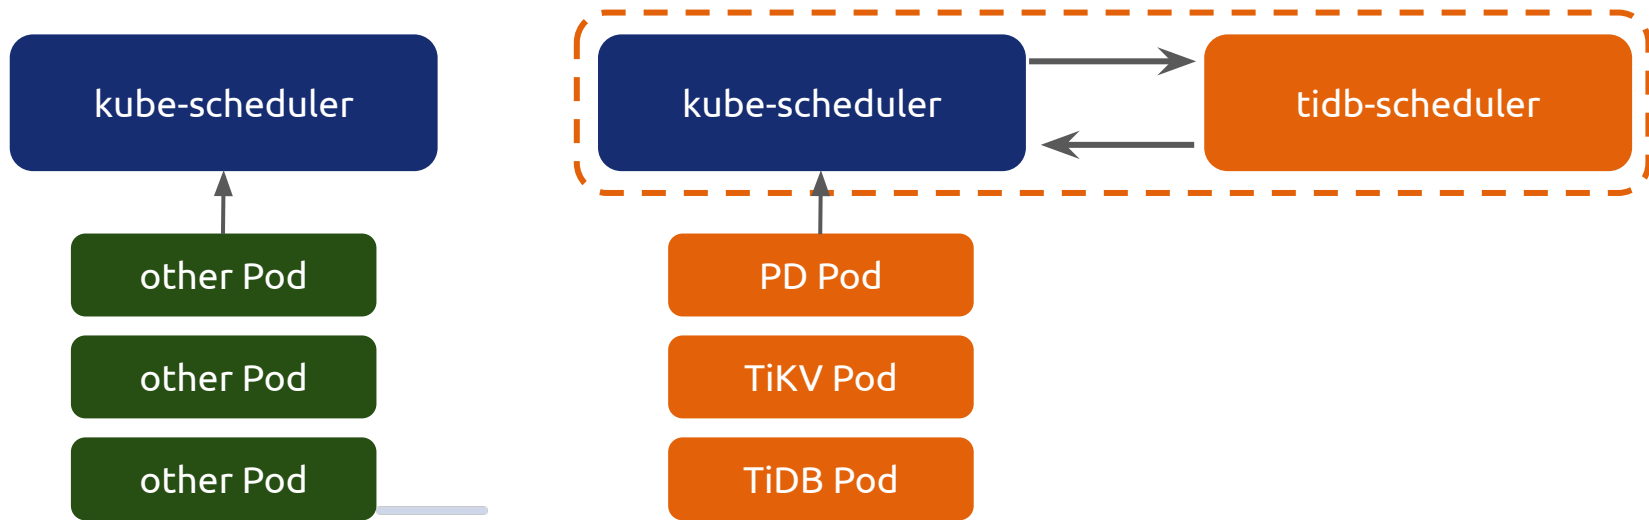 kube-scheduler
other Pod
other Pod
other Pod
kube-scheduler
tidb-scheduler
PD Pod
TiKV Pod
TiDB Pod